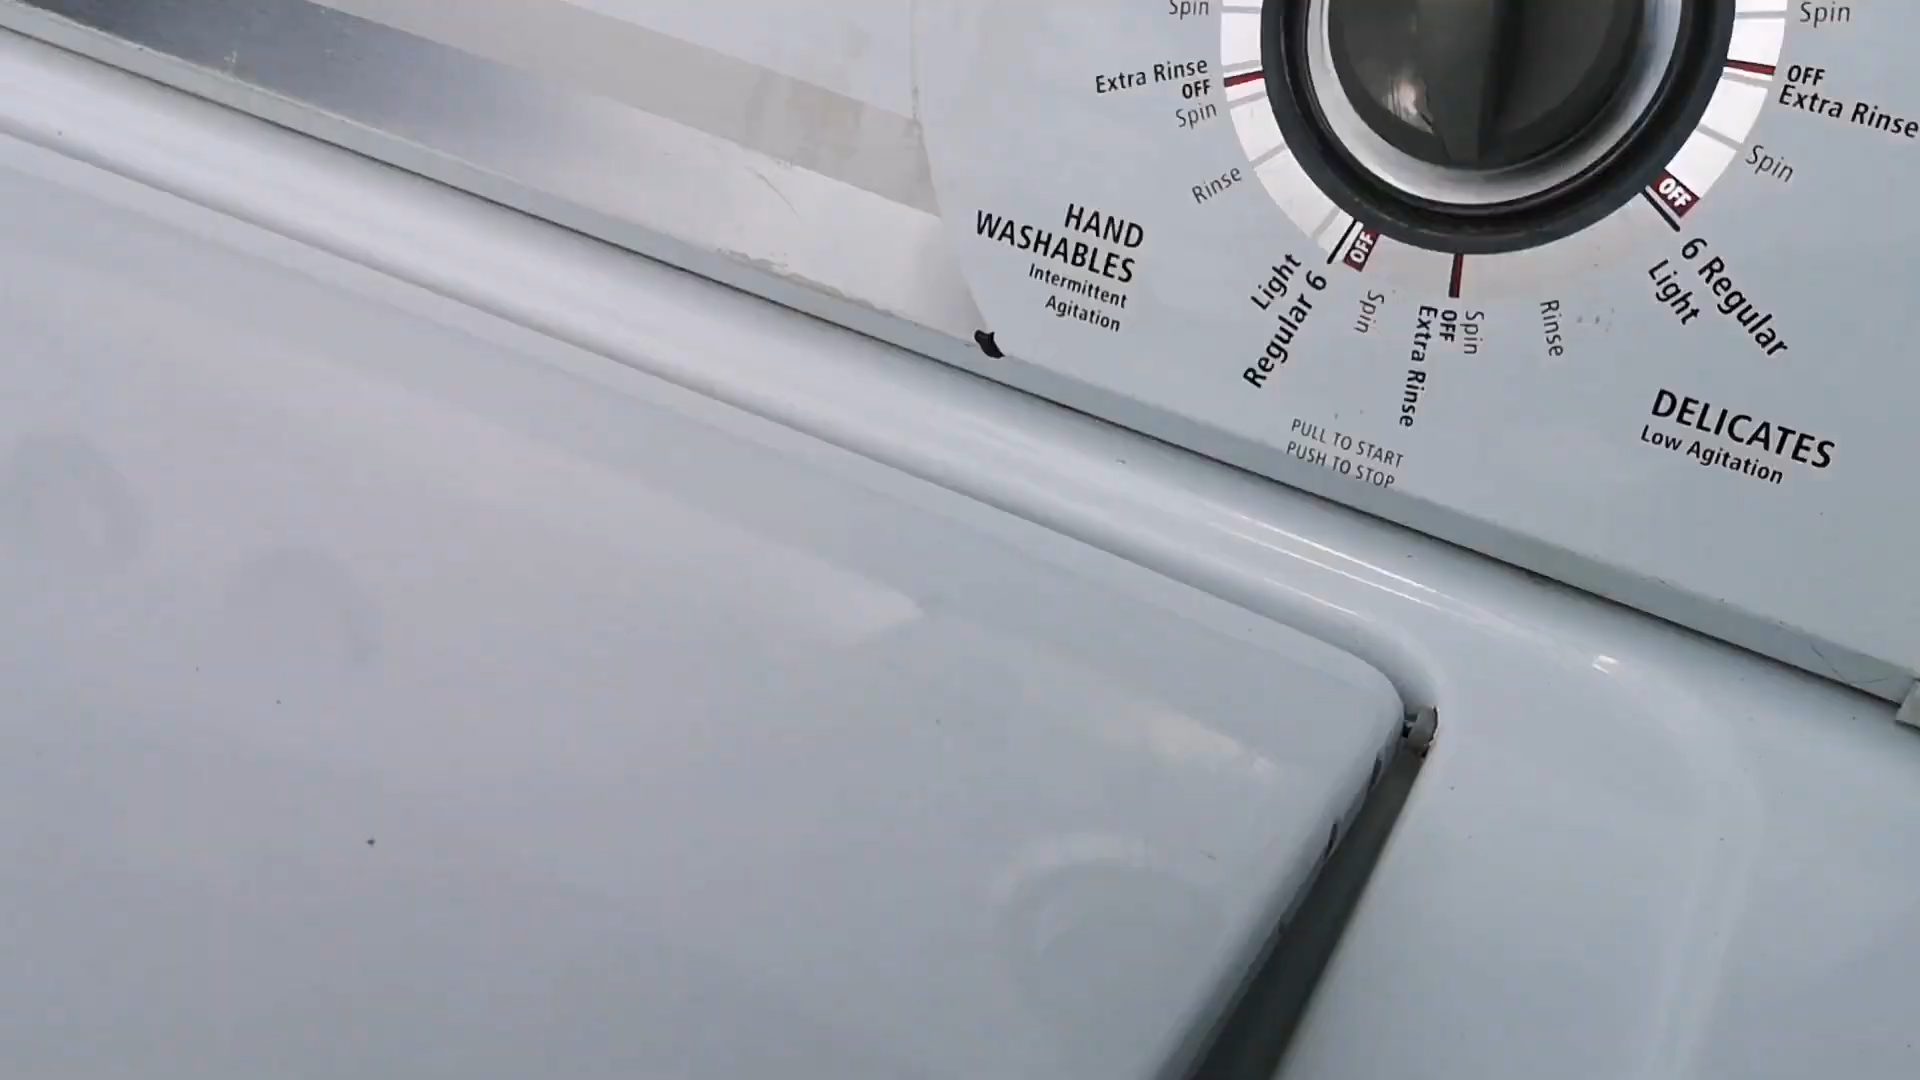 Spin
Extra Rinse
OFF
Spin
Rinse
HAND
WASHABLES
Intermittent
Agitation
Light
Regular 6
OFF
Spin
Extra Rinse
OFF
Spin
PULL TO START
PUSH TO STOP
Rinse
Spin
OFF
Extra Rinse
Spin
OFF
6 Regular
Light
DELICATES
Low Agitation